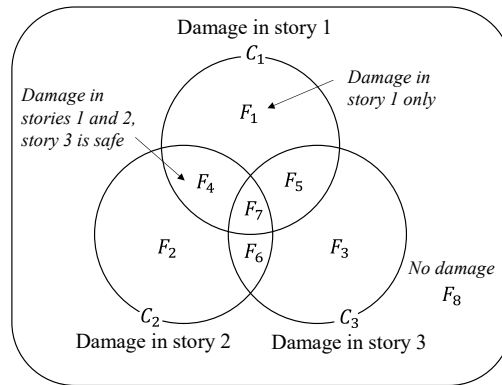 Damage in story 1
C₁
Damage in
stories 1 and 2,
story 3 is safe
Damage in
story 1 only
F₁
F₄
F₅
F₇
F₂
F₆
F₃
No damage
F₈
C₂
C₃
Damage in story 2
Damage in story 3